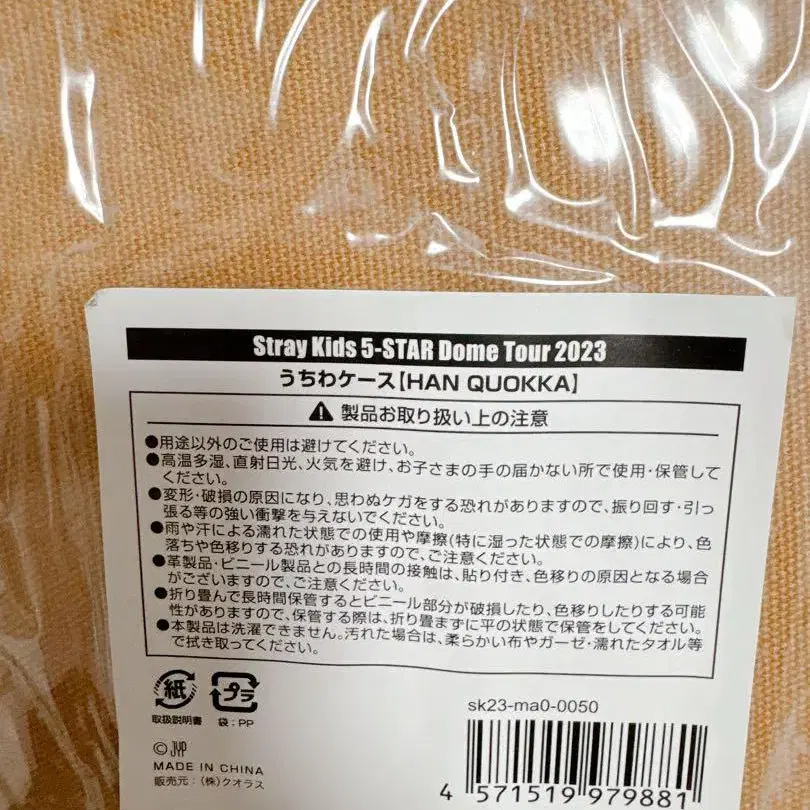 Stray Kids 5-STAR Dome Tour 2023
うちわケース【HAN QUOKKA】
⚠ 製品お取り扱い上の注意
●用途以外のご使用は避けてください。
●高温多湿、直射日光、火気を避け、お子さまの手の届かない所で使用・保管して
ください。
●変形・破損の原因になり、思わぬケガをする恐れがありますので、振り回す・引っ
張る等の強い衝撃を与えないでください。
●雨や汗による濡れた状態での使用や摩擦(特に湿った状態での摩擦)により、色
落ちや色移りする恐れがありますので、ご注意ください。
●革製品・ビニール製品との長時間の接触は、貼り付き、色移りの原因となる場合
がございますので、ご注意ください。
●折り畳んで長時間保管するとビニール部分が破損したり、色移りしたりする可能
性がありますので、保管する際は、折り畳まずに平の状態で保管をしてください。
●本製品は洗濯できません。汚れた場合は、柔らかい布やガーゼ・濡れたタオル等
で拭き取ってください。
紙 プラ
取扱説明書 袋:PP
sk23-ma0-0050
© JYP
MADE IN CHINA
販売元:(株)クオラス
4 571519 979881